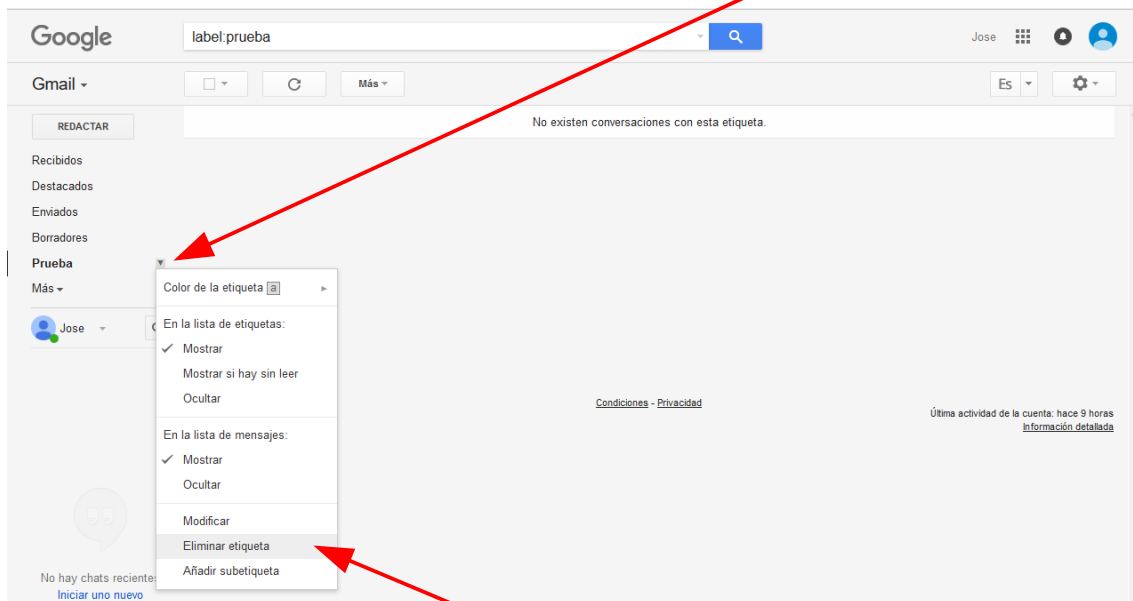 Google
label:prueba
Jose
Gmail
Más
Es
REDACTAR
No existen conversaciones con esta etiqueta.
Recibidos
Destacados
Enviados
Borradores
Prueba
Más
Jose
Color de la etiqueta a
En la lista de etiquetas:
Mostrar
Mostrar si hay sin leer
Ocultar
En la lista de mensajes:
Mostrar
Ocultar
Modificar
Eliminar etiqueta
Añadir subetiqueta
Condiciones - Privacidad
Última actividad de la cuenta: hace 9 horas
Información detallada
No hay chats recientes
Iniciar uno nuevo